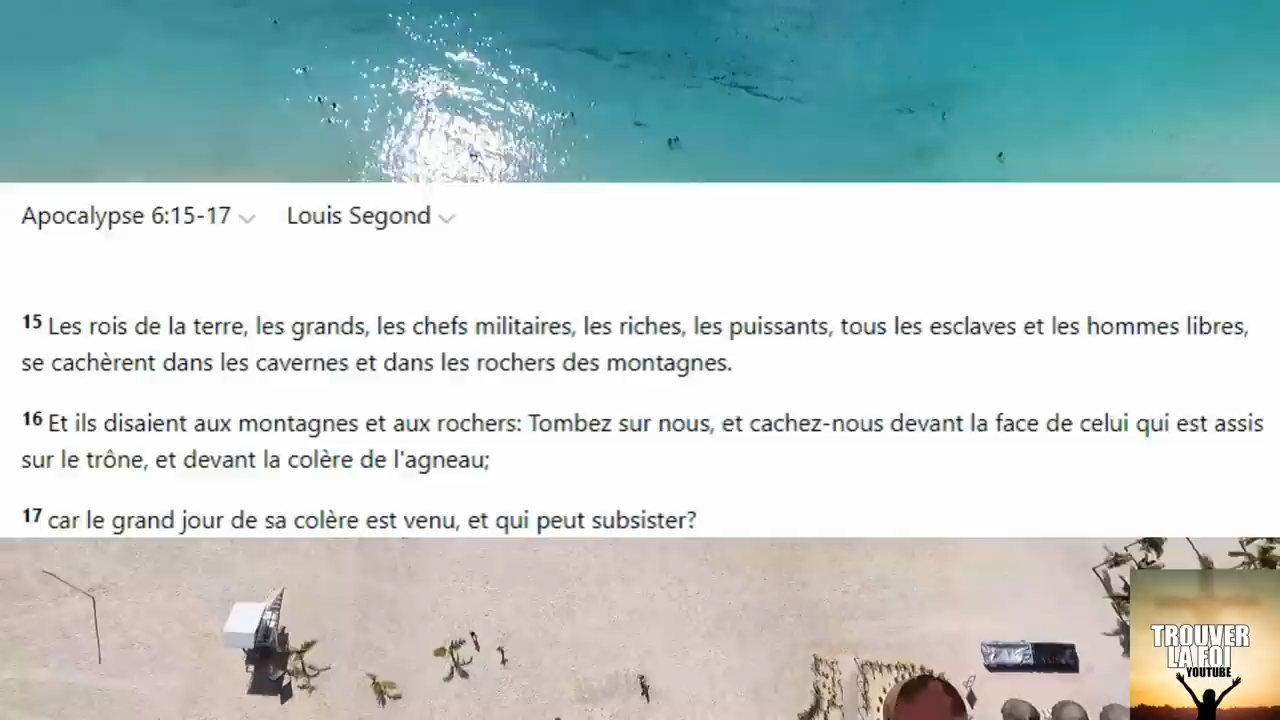 Apocalypse 6:15-17 Louis Segond
15 Les rois de la terre, les grands, les chefs militaires, les riches, les puissants, tous les esclaves et les hommes libres,
se cachèrent dans les cavernes et dans les rochers des montagnes.
16 Et ils disaient aux montagnes et aux rochers: Tombez sur nous, et cachez-nous devant la face de celui qui est assis
sur le trône, et devant la colère de l'agneau;
17 car le grand jour de sa colère est venu, et qui peut subsister?
TROUVER
LA FOI
YOUTUBE